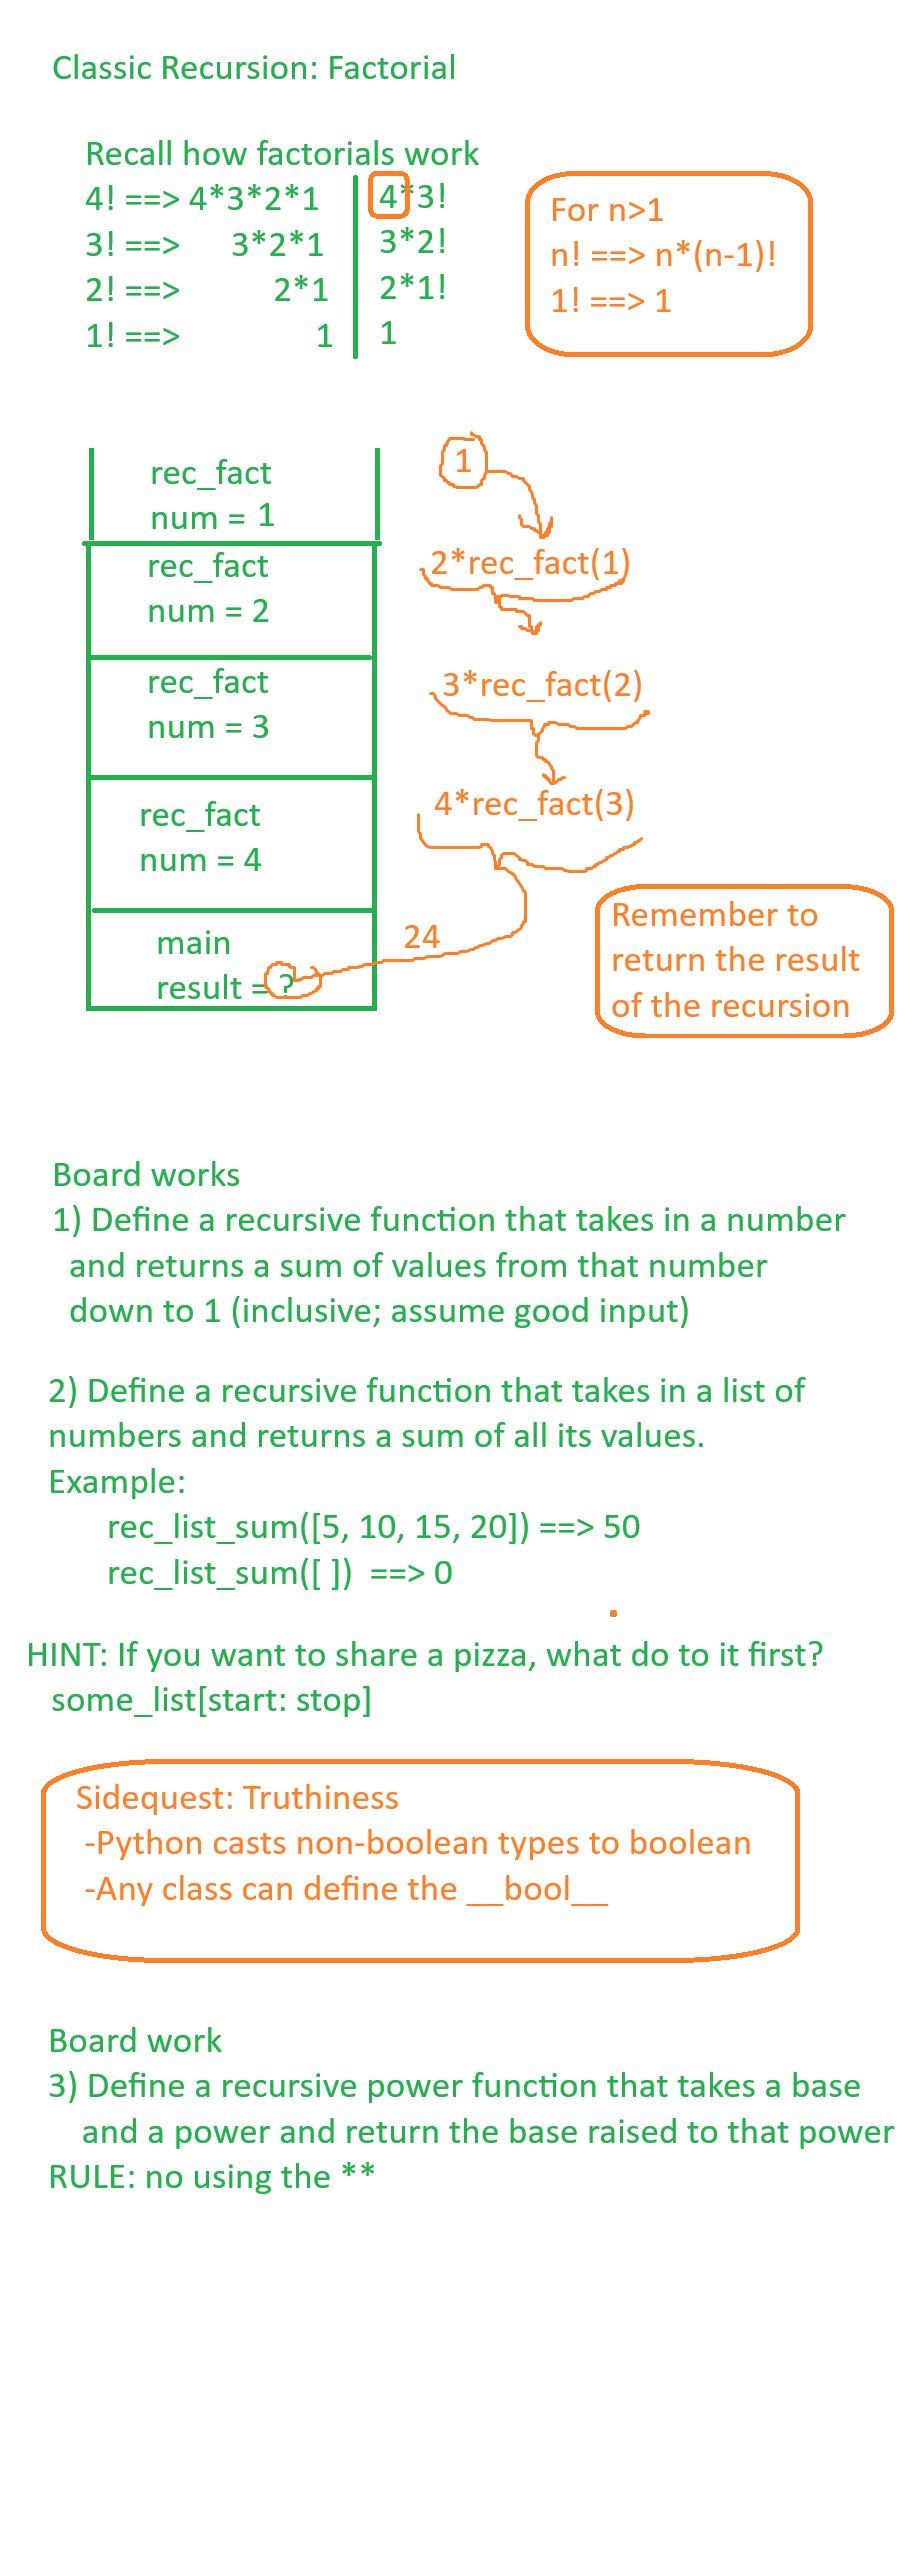 Classic Recursion: Factorial
Recall how factorials work
4! ==> 4*3*2*1
4*3!
3! ==> 3*2*1
3*2!
2! ==> 2*1
2*1!
1! ==> 1
1
For n>1
n! ==> n*(n-1)!
1! ==> 1
rec_fact
num = 1
1
rec_fact
num = 2
2*rec_fact(1)
rec_fact
num = 3
3*rec_fact(2)
rec_fact
num = 4
4*rec_fact(3)
main
result = ?
24
Remember to
return the result
of the recursion
Board works
1) Define a recursive function that takes in a number
and returns a sum of values from that number
down to 1 (inclusive; assume good input)
2) Define a recursive function that takes in a list of
numbers and returns a sum of all its values.
Example:
rec_list_sum([5, 10, 15, 20]) ==> 50
rec_list_sum([ ]) ==> 0
HINT: If you want to share a pizza, what do to it first?
some_list[start: stop]
Sidequest: Truthiness
-Python casts non-boolean types to boolean
-Any class can define the __bool__
Board work
3) Define a recursive power function that takes a base
and a power and return the base raised to that power
RULE: no using the **